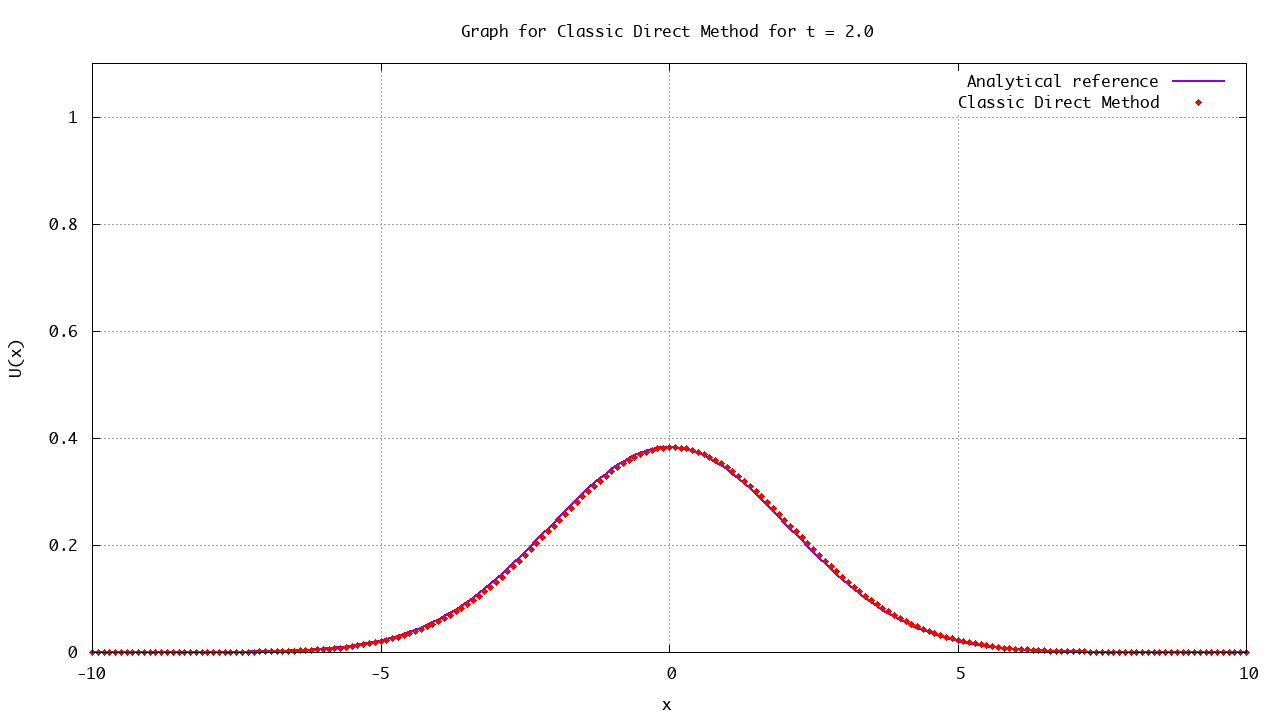 Graph for Classic Direct Method for t = 2.0
Analytical reference
Classic Direct Method
1
0.8
0.6
0.4
0.2
0
U(x)
-10
-5
0
5
10
x